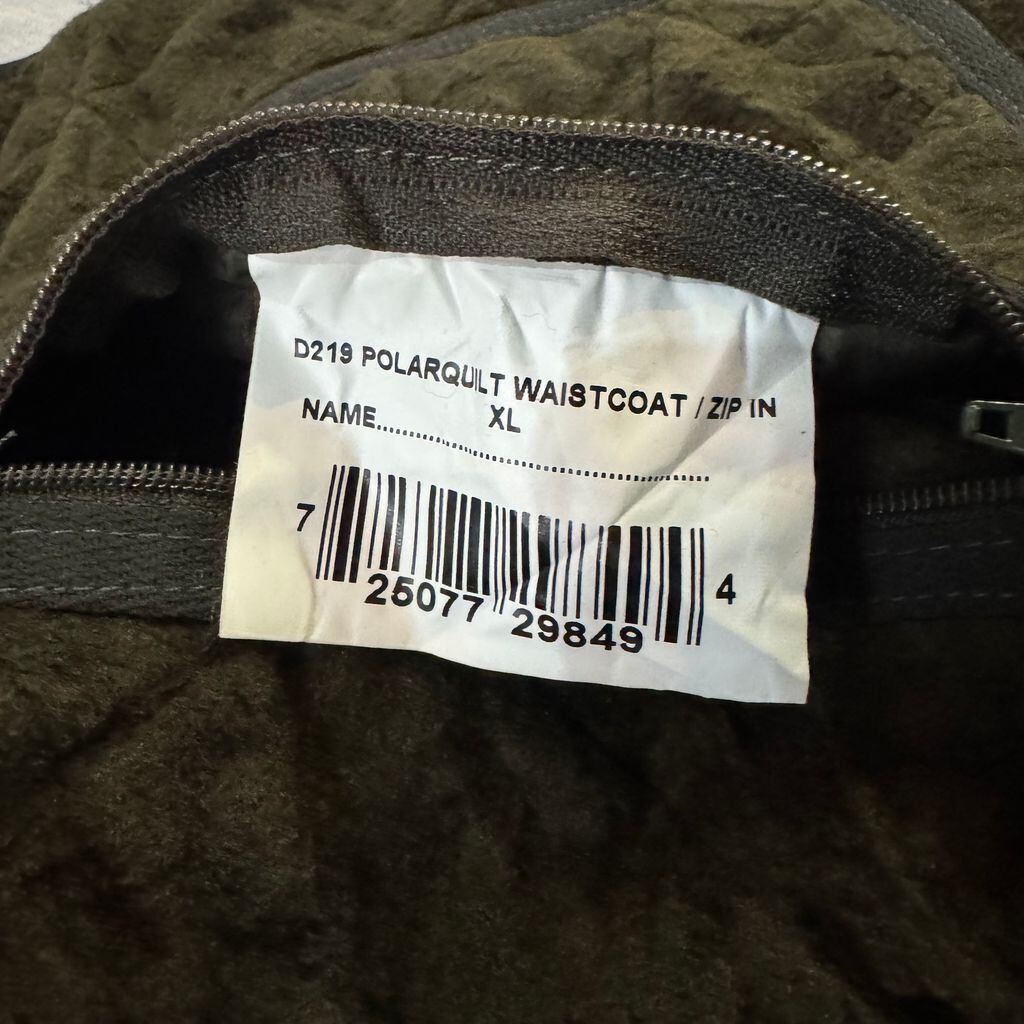 D219 POLARQUILT WAISTCOAT / ZIP IN
XL
NAME................................................
7 25077 29849 4